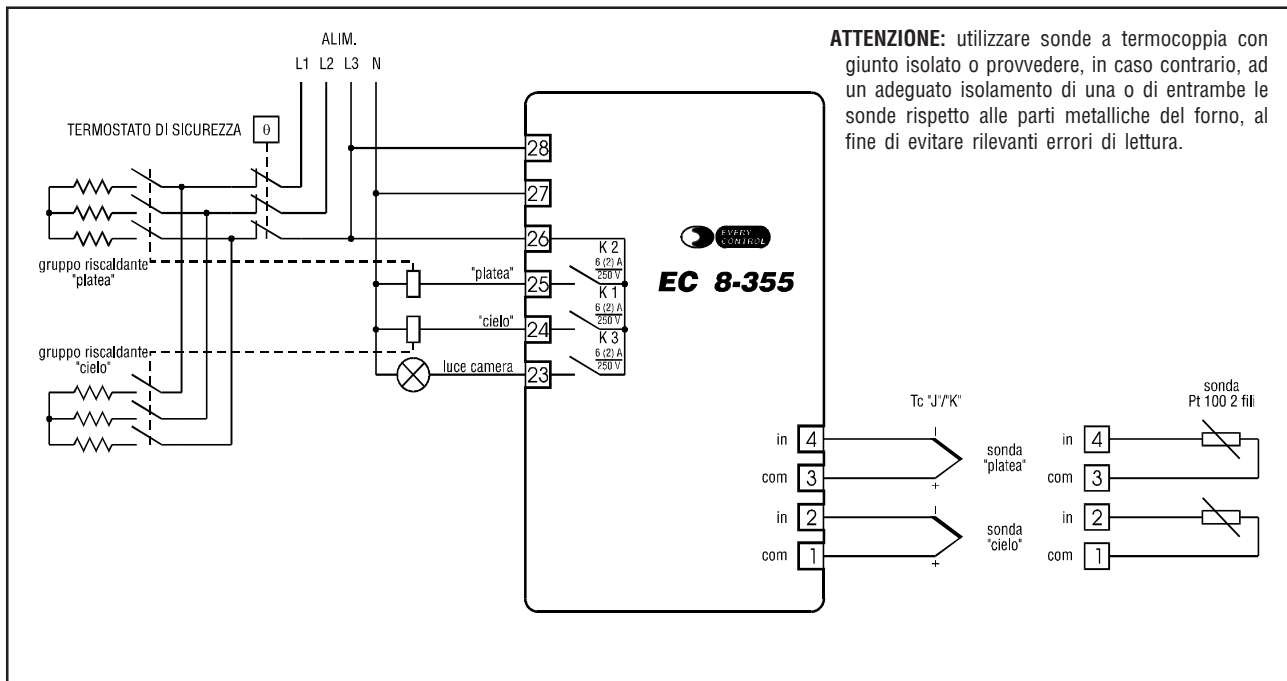 ALIM.
L1 L2 L3 N
ATTENZIONE: utilizzare sonde a termocoppia con
giunto isolato o provvedere, in caso contrario, ad
un adeguato isolamento di una o di entrambe le
sonde rispetto alle parti metalliche del forno, al
fine di evitare rilevanti errori di lettura.
TERMOSTATO DI SICUREZZA θ
28
27
26
K 2
6 (2) A
250 V
gruppo riscaldante
"platea"
"platea" 25
K 1
6 (2) A
250 V
"cielo" 24
K 3
6 (2) A
250 V
luce camera 23
gruppo riscaldante
"cielo"
EVERY
CONTROL
EC 8-355
Tc "J"/"K"
sonda
Pt 100 2 fili
in 4
com 3
in 2
com 1
–
+
sonda
"platea"
–
+
sonda
"cielo"
in 4
com 3
in 2
com 1